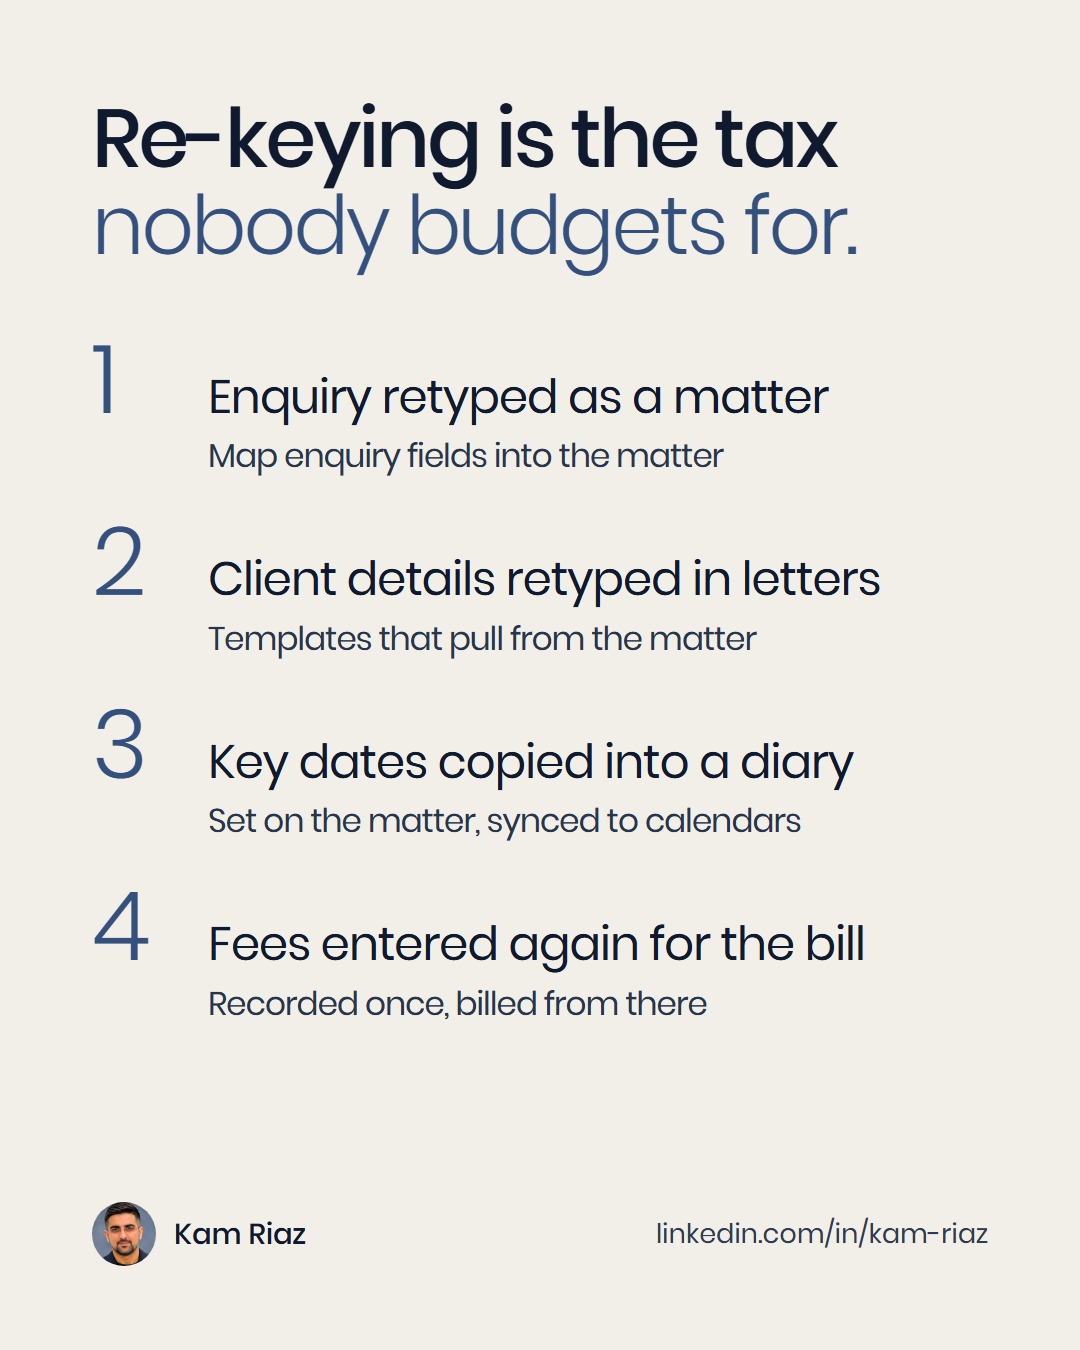 Re-keying is the tax
nobody budgets for.
1
Enquiry retyped as a matter
Map enquiry fields into the matter
2
Client details retyped in letters
Templates that pull from the matter
3
Key dates copied into a diary
Set on the matter, synced to calendars
4
Fees entered again for the bill
Recorded once, billed from there
Kam Riaz
linkedin.com/in/kam-riaz